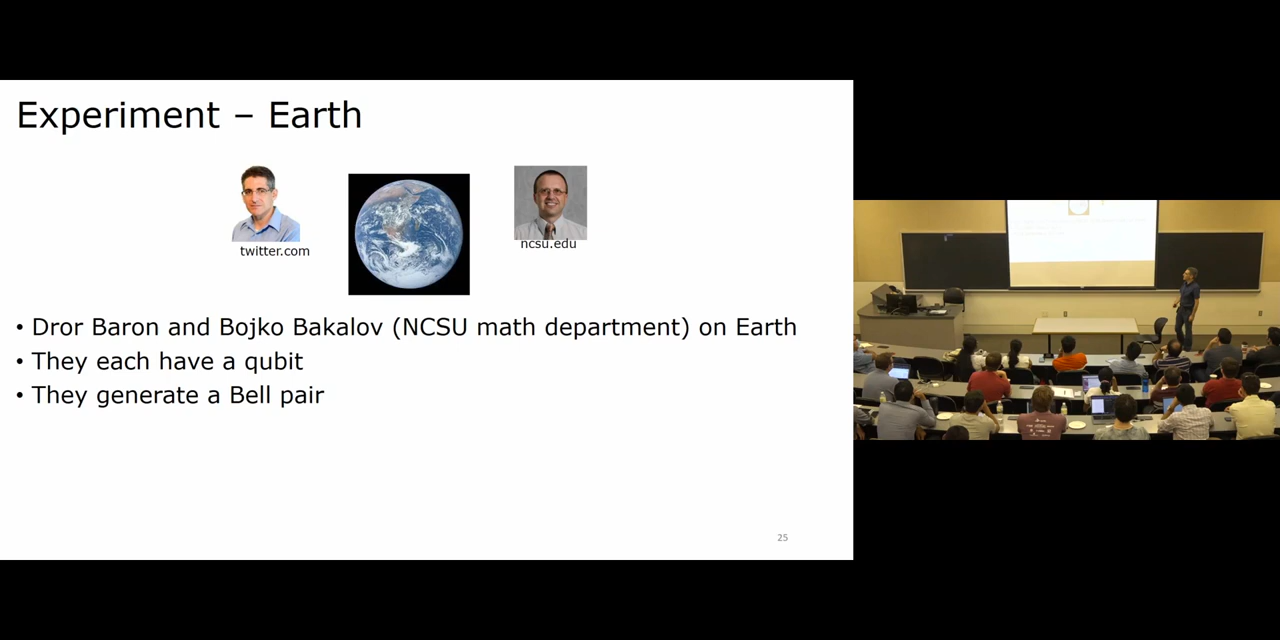 Experiment – Earth
twitter.com
ncsu.edu
• Dror Baron and Bojko Bakalov (NCSU math department) on Earth
• They each have a qubit
• They generate a Bell pair
25